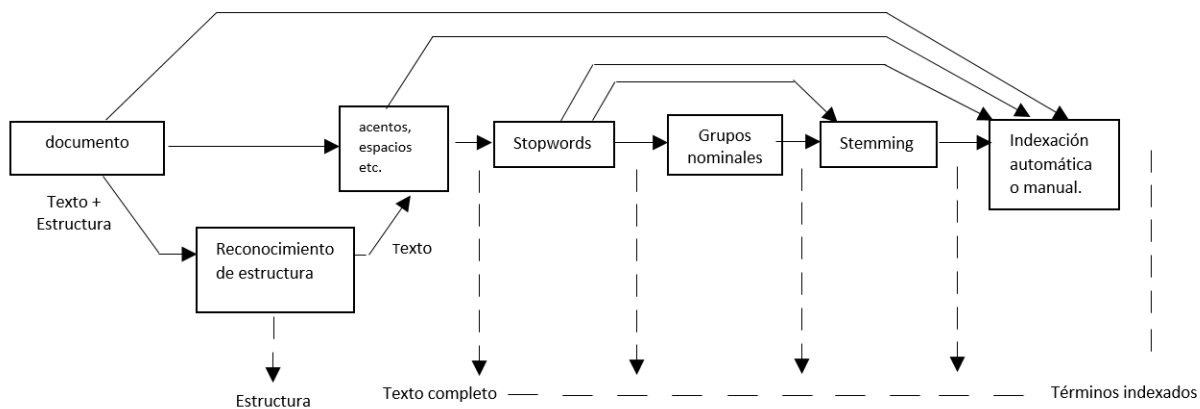 documento
acentos,
espacios
etc.
Stopwords
Grupos
nominales
Stemming
Indexación
automática
o manual.
Texto +
Estructura
Reconocimiento
de estructura
Texto
Estructura
Texto completo
Términos indexados